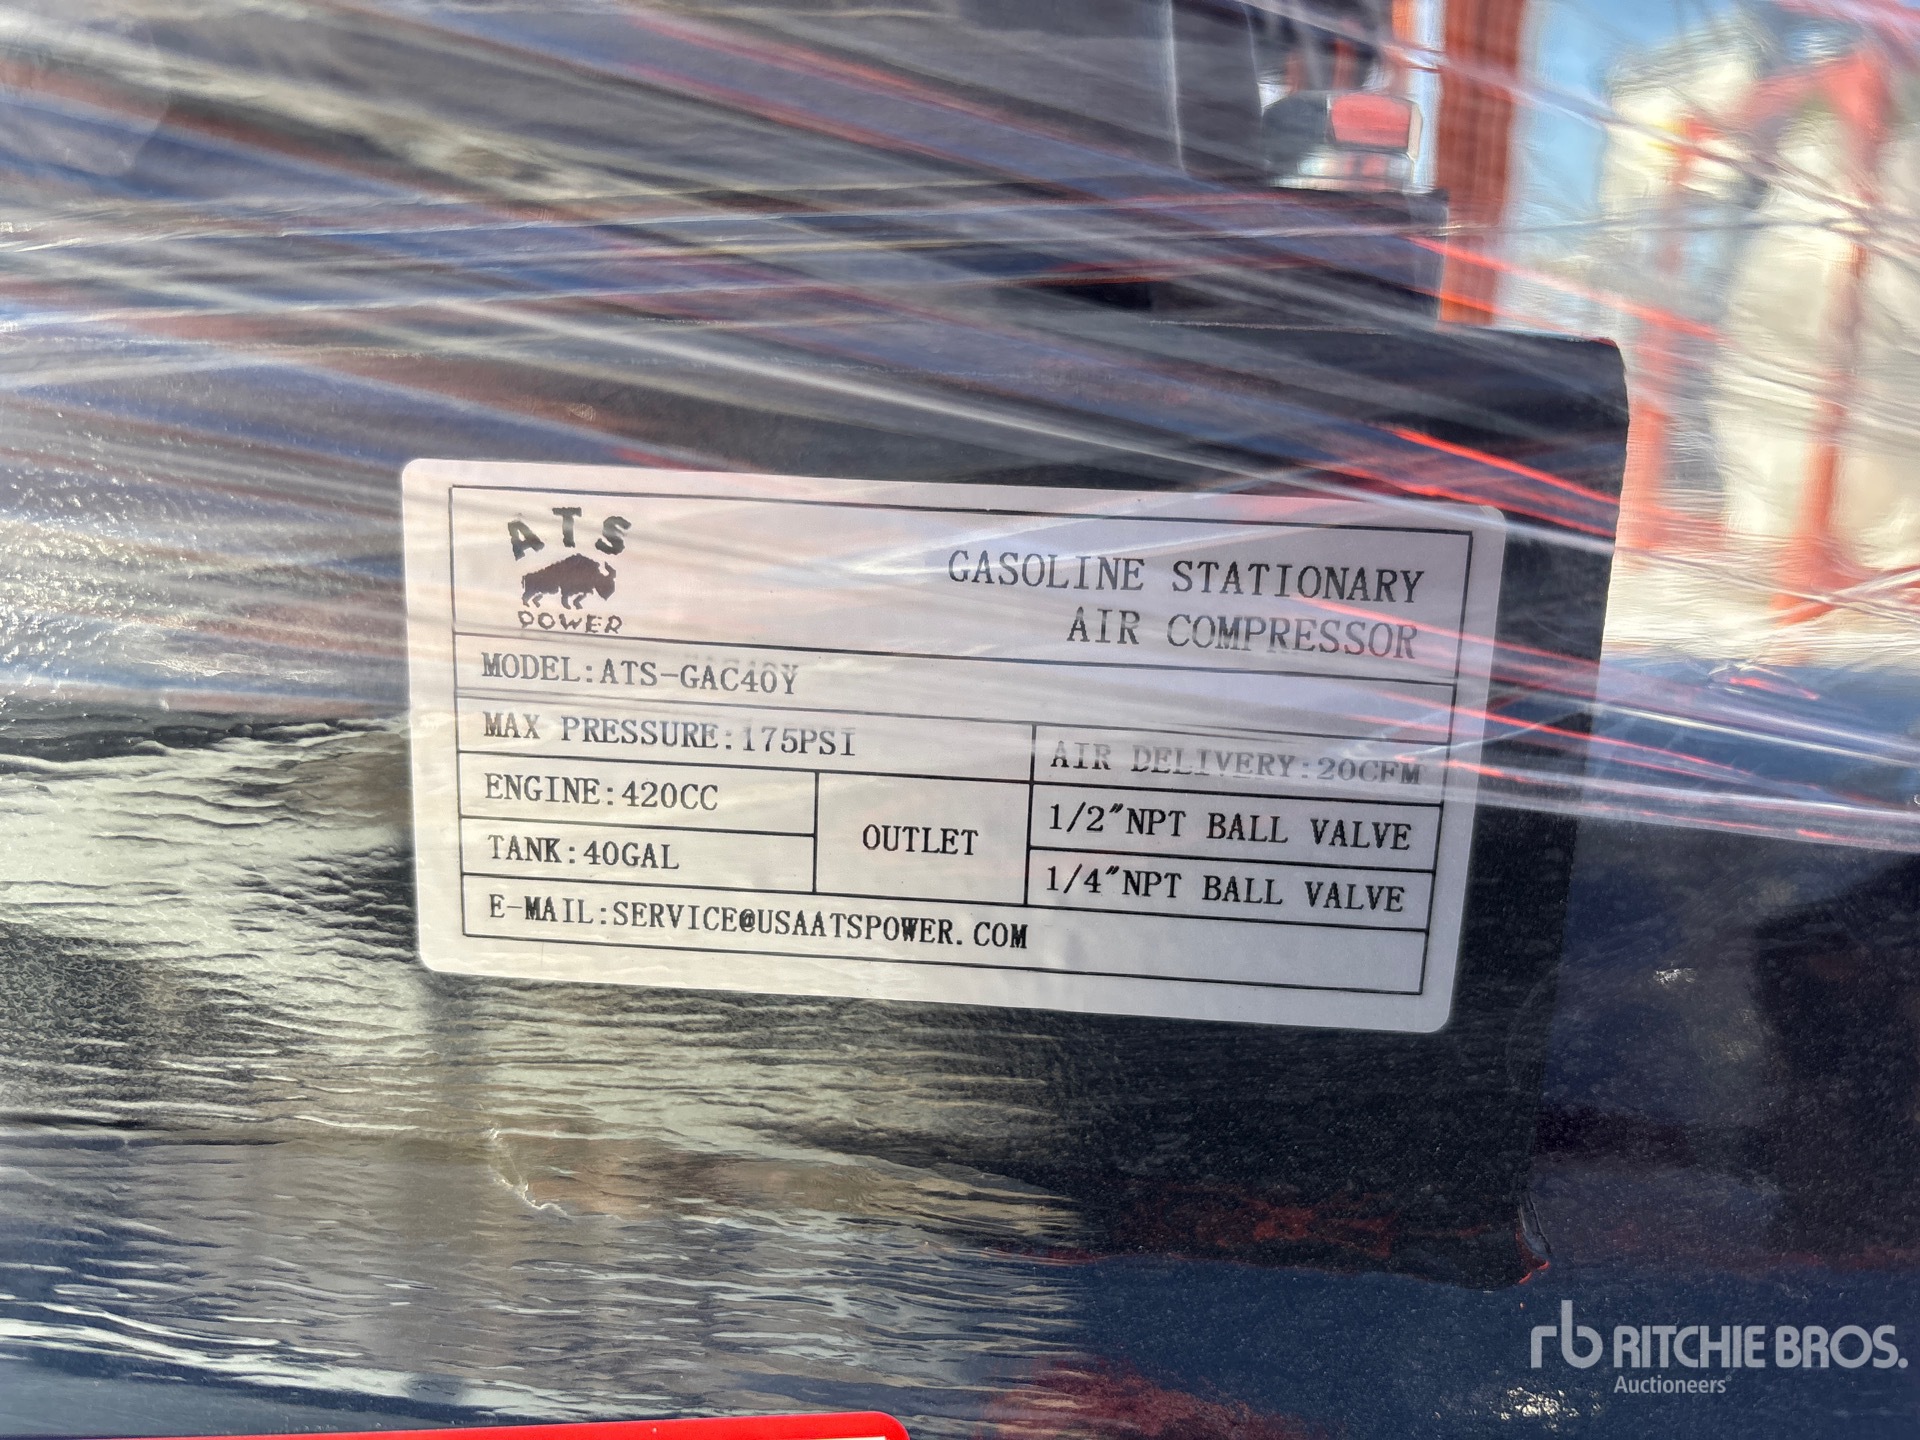 ATS
POWER
GASOLINE STATIONARY
AIR COMPRESSOR
MODEL:ATS-GAC40Y
MAX PRESSURE:175PSI
AIR DELIVERY:20CFM
ENGINE:420CC
TANK:40GAL
OUTLET
1/2"NPT BALL VALVE
1/4"NPT BALL VALVE
E-MAIL:SERVICE@USAATSPOWER.COM
rb RITCHIE BROS.
Auctioneers